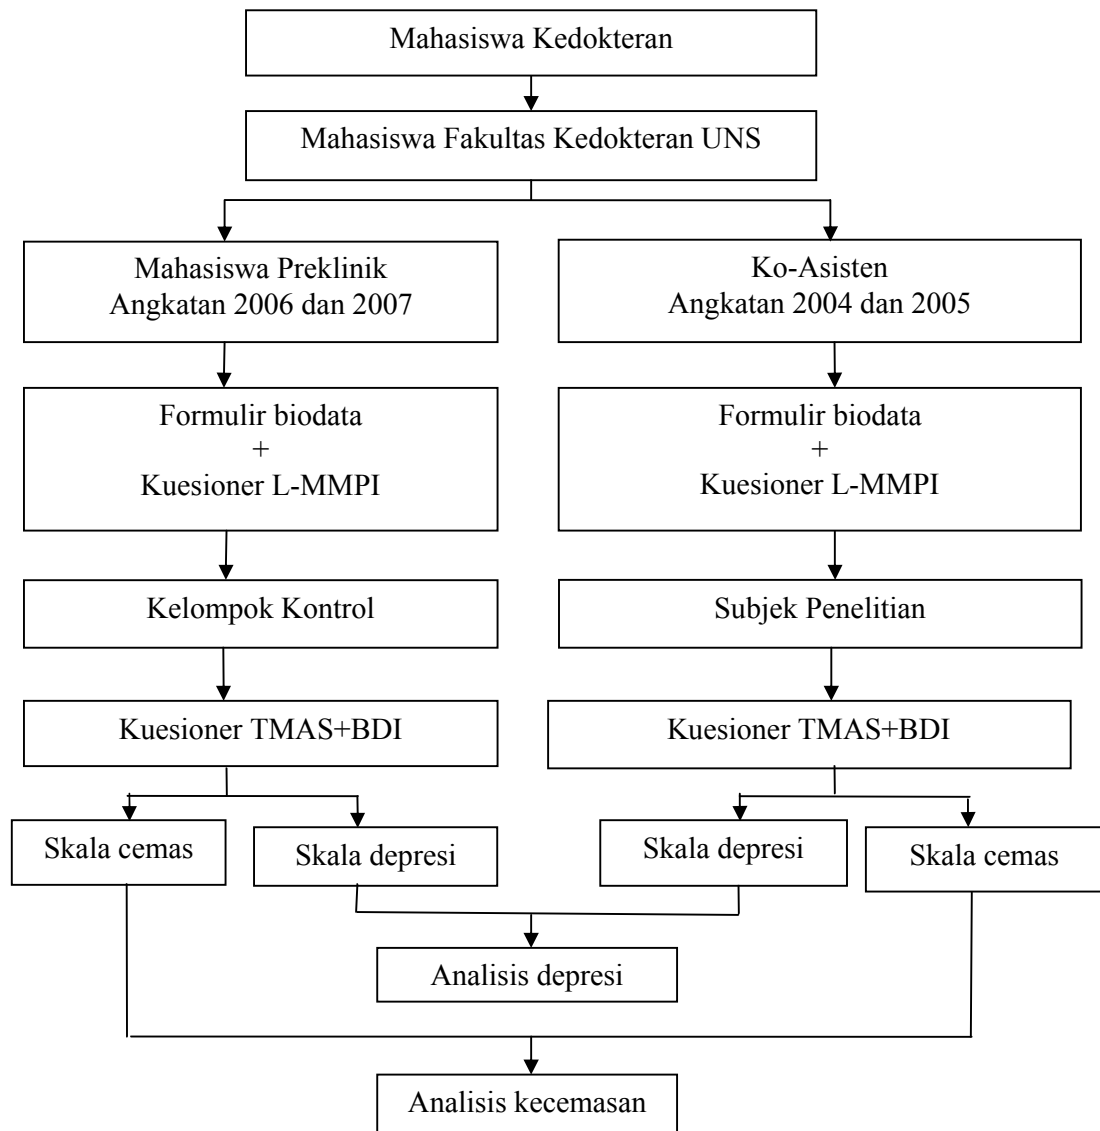 Mahasiswa Kedokteran
Mahasiswa Fakultas Kedokteran UNS
Mahasiswa Preklinik
Angkatan 2006 dan 2007
Ko-Asisten
Angkatan 2004 dan 2005
Formulir biodata
+
Kuesioner L-MMPI
Formulir biodata
+
Kuesioner L-MMPI
Kelompok Kontrol
Subjek Penelitian
Kuesioner TMAS+BDI
Kuesioner TMAS+BDI
Skala cemas
Skala depresi
Skala depresi
Skala cemas
Analisis depresi
Analisis kecemasan